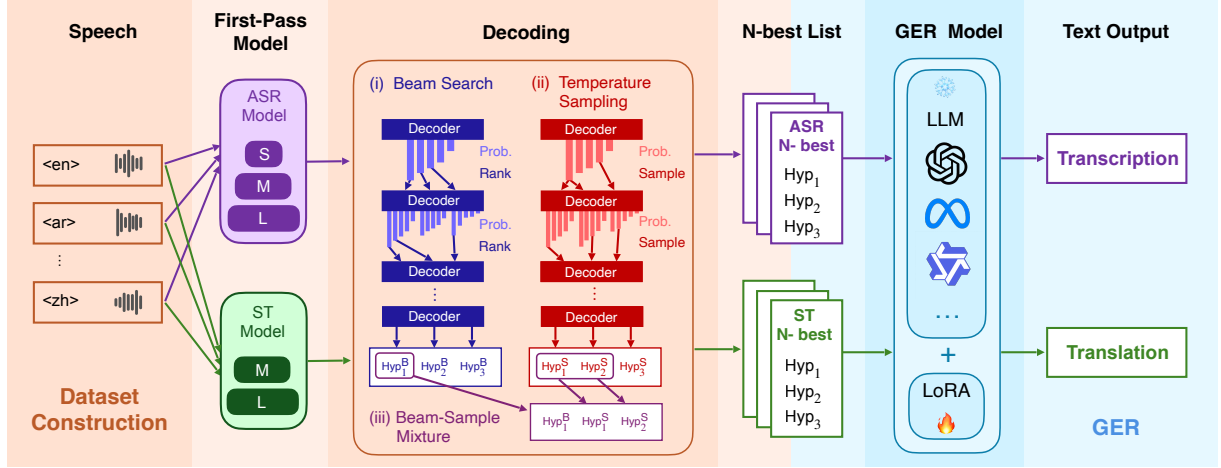 Speech
First-Pass
Model
Decoding
N-best List
GER Model
Text Output
<en>
<ar>
⋮
<zh>
Dataset
Construction
ASR
Model
S
M
L
ST
Model
M
L
(i) Beam Search
Decoder
Prob.
Rank
Decoder
Prob.
Rank
Decoder
⋮
Decoder
Hyp₁ᴮ Hyp₂ᴮ Hyp₃ᴮ
(ii) Temperature
Sampling
Decoder
Prob.
Sample
Decoder
Prob.
Sample
Decoder
⋮
Decoder
Hyp₁ˢ Hyp₂ˢ Hyp₃ˢ
(iii) Beam-Sample
Mixture
Hyp₁ᴮ Hyp₁ˢ Hyp₂ˢ
ASR
N- best
Hyp₁
Hyp₂
Hyp₃
ST
N- best
Hyp₁
Hyp₂
Hyp₃
LLM
...
+
LoRA
Transcription
Translation
GER